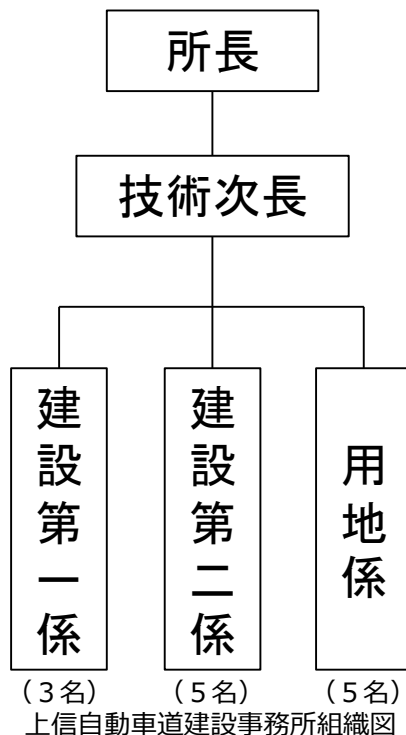 所長
技術次長
建設第一係
建設第二係
用地係
（３名）
（５名）
（５名）
上信自動車道建設事務所組織図